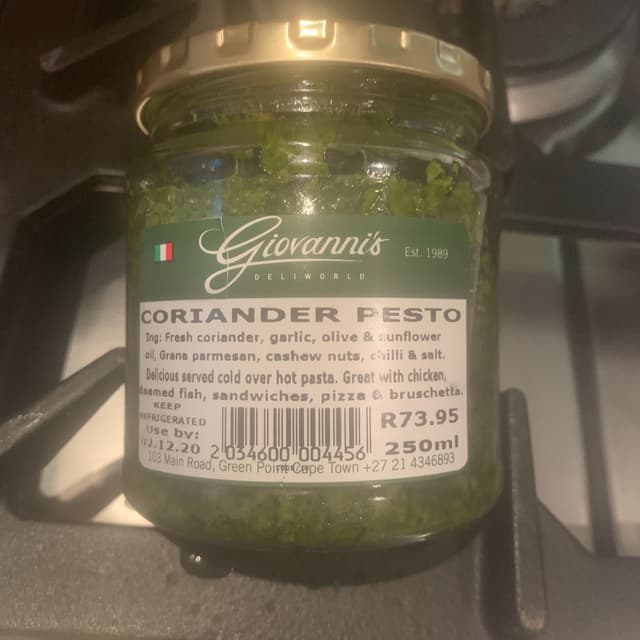 Giovanni's
Est. 1989
DELIWORLD
CORIANDER PESTO
Ing: Fresh coriander, garlic, olive & sunflower
oil, Grana parmesan, cashew nuts, chilli & salt.
Delicious served cold over hot pasta. Greet with chicken,
steamed fish, sandwiches, pizza & bruschetta.
KEEP
REFRIGERATED
Use by:
02.12.20
2 034600 004456
R73.95
250ml
103 Main Road, Green Point Cape Town +27 21 4346893